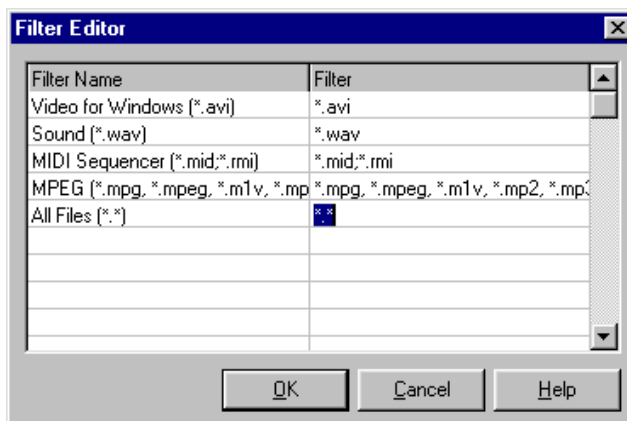 Filter Editor
Filter Name Filter
Video for Windows (*.avi) *.avi
Sound (*.wav) *.wav
MIDI Sequencer (*.mid;*.rmi) *.mid;*.rmi
MPEG (*.mpg, *.mpeg, *.m1v, *.mp *.mpg, *.mpeg, *.m1v, *.mp2, *.mp3
All Files (*.*) *.*
OK Cancel Help